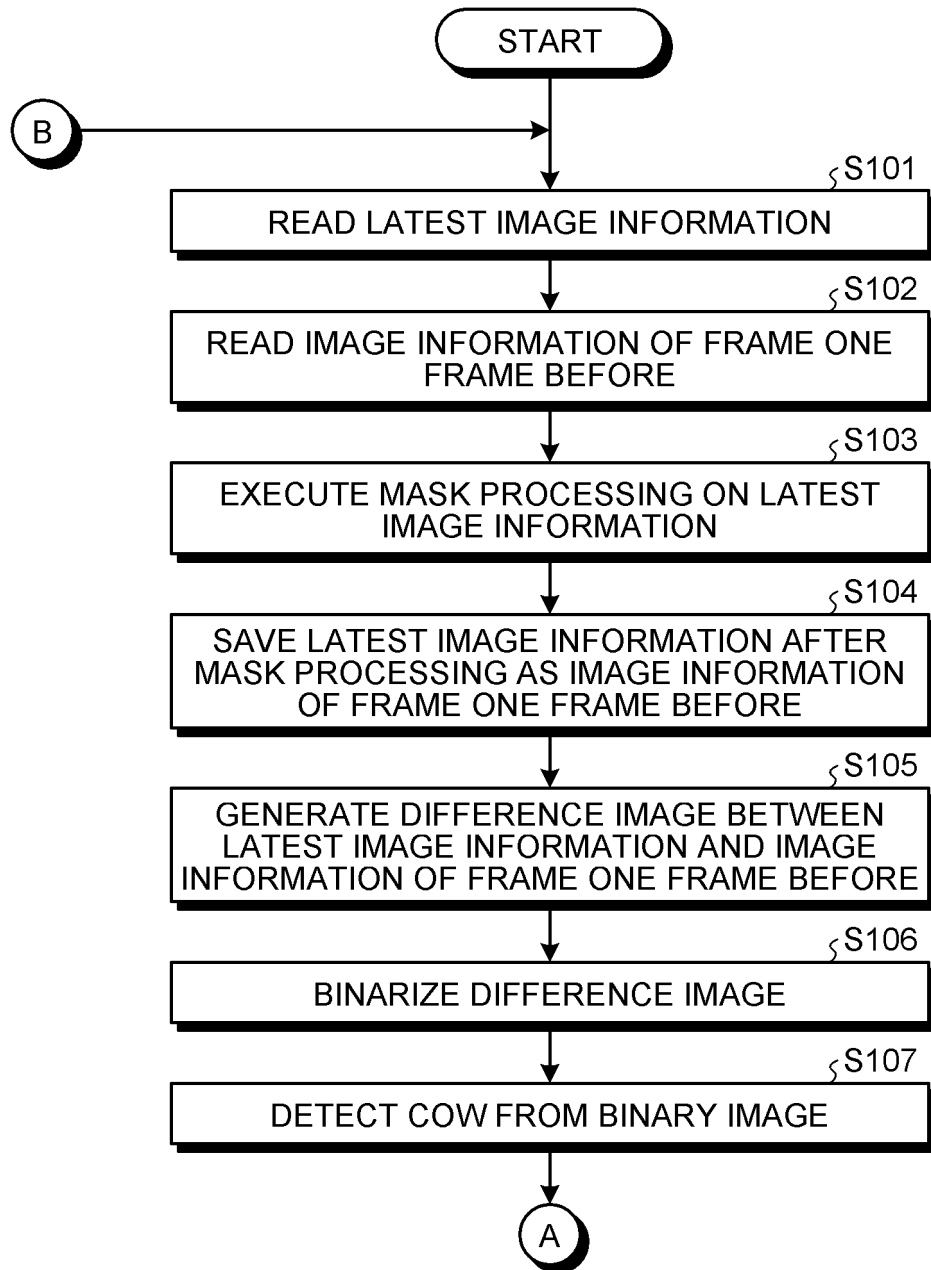 START
B
S101
READ LATEST IMAGE INFORMATION
S102
READ IMAGE INFORMATION OF FRAME ONE
FRAME BEFORE
S103
EXECUTE MASK PROCESSING ON LATEST
IMAGE INFORMATION
S104
SAVE LATEST IMAGE INFORMATION AFTER
MASK PROCESSING AS IMAGE INFORMATION
OF FRAME ONE FRAME BEFORE
S105
GENERATE DIFFERENCE IMAGE BETWEEN
LATEST IMAGE INFORMATION AND IMAGE
INFORMATION OF FRAME ONE FRAME BEFORE
S106
BINARIZE DIFFERENCE IMAGE
S107
DETECT COW FROM BINARY IMAGE
A